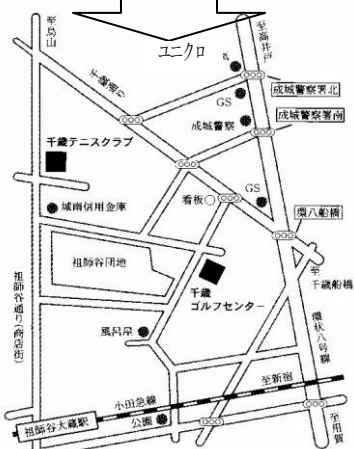 至烏山
ユニクロ
至高井戸
千歳通り
GS
成城警察署北
成城警察
成城警察署南
千歳テニスクラブ
城南信用金庫
看板
GS
環八船橋
祖師谷団地
千歳
ゴルフセンター
至
千歳船橋
祖師谷通り(商店街)
風呂屋
環状八号線
小田急線
至新宿
祖師谷大蔵駅
公園
至用賀